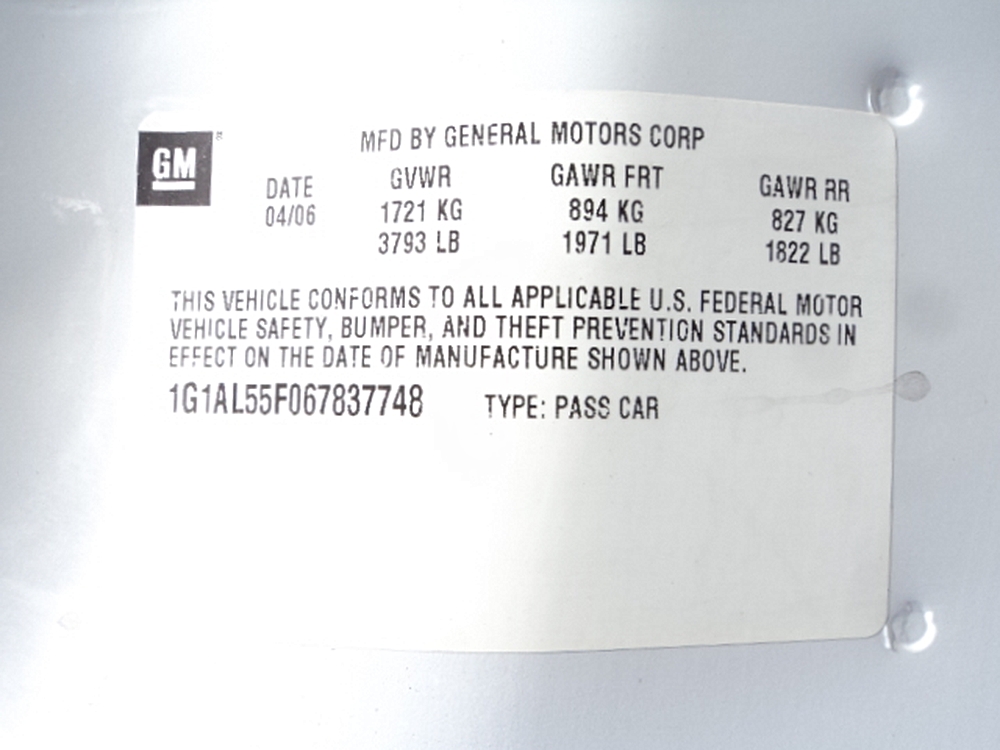 GM
MFD BY GENERAL MOTORS CORP
DATE GVWR GAWR FRT GAWR RR
04/06 1721 KG 894 KG 827 KG
3793 LB 1971 LB 1822 LB
THIS VEHICLE CONFORMS TO ALL APPLICABLE U.S. FEDERAL MOTOR
VEHICLE SAFETY, BUMPER, AND THEFT PREVENTION STANDARDS IN
EFFECT ON THE DATE OF MANUFACTURE SHOWN ABOVE.
1G1AL55F067837748 TYPE: PASS CAR